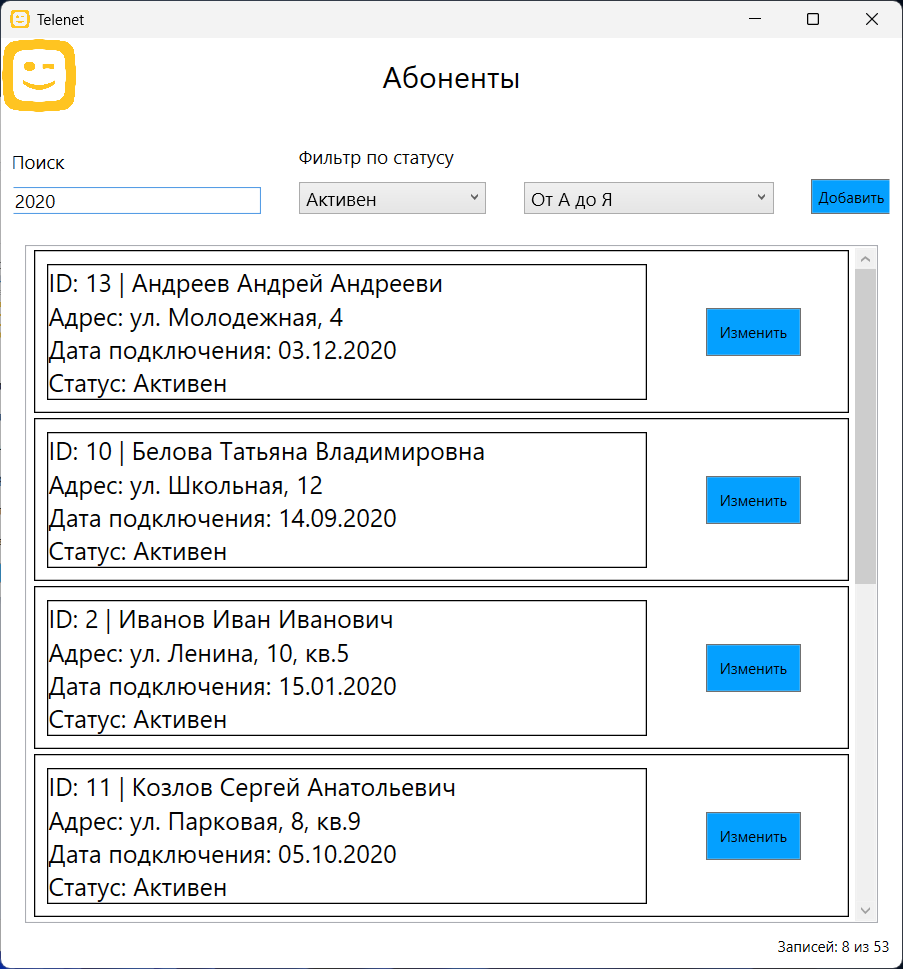 Telenet
Абоненты
Поиск
Фильтр по статусу
2020
Активен
От А до Я
Добавить
ID: 13 | Андреев Андрей Андрееви
Адрес: ул. Молодежная, 4
Дата подключения: 03.12.2020
Статус: Активен
Изменить
ID: 10 | Белова Татьяна Владимировна
Адрес: ул. Школьная, 12
Дата подключения: 14.09.2020
Статус: Активен
Изменить
ID: 2 | Иванов Иван Иванович
Адрес: ул. Ленина, 10, кв.5
Дата подключения: 15.01.2020
Статус: Активен
Изменить
ID: 11 | Козлов Сергей Анатольевич
Адрес: ул. Парковая, 8, кв.9
Дата подключения: 05.10.2020
Статус: Активен
Изменить
Записей: 8 из 53